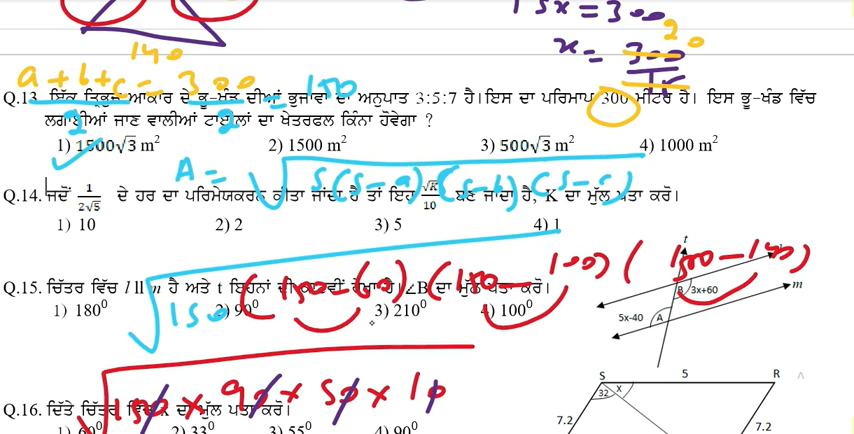 15x = 300
x = 300 20
15
140
a + b + c = 300 = 150
2 2
Q.13. ਇੱਕ ਤ੍ਰਿਭੁਜ ਆਕਾਰ ਦੇ ਭੂ-ਖੰਡ ਦੀਆਂ ਭੁਜਾਵਾਂ ਦਾ ਅਨੁਪਾਤ 3:5:7 ਹੈ।ਇਸ ਦਾ ਪਰਿਮਾਪ 300 ਮੀਟਰ ਹੈ। ਇਸ ਭੂ-ਖੰਡ ਵਿੱਚ
ਲਗਾਈਆਂ ਜਾਣ ਵਾਲੀਆਂ ਟਾਈਲਾਂ ਦਾ ਖੇਤਰਫਲ ਕਿੰਨਾ ਹੋਵੇਗਾ ?
1) 1500√3 m² 2) 1500 m² 3) 500√3 m² 4) 1000 m²
A = √S(S-a)(S-b)(S-c)
Q.14. ਜਦੋਂ 1/2√5 ਦੇ ਹਰ ਦਾ ਪਰਿਮੇਯਕਰਨ ਕੀਤਾ ਜਾਂਦਾ ਹੈ ਤਾਂ ਇਹ √K/10 ਬਣ ਜਾਂਦਾ ਹੈ, K ਦਾ ਮੁੱਲ ਪਤਾ ਕਰੋ।
1) 10 2) 2 3) 5 4) 1
√150 (150-60) (150-100) (150-140)
Q.15. ਚਿੱਤਰ ਵਿੱਚ l ll m ਹੈ ਅਤੇ t ਇਹਨਾਂ ਦੀ ਕਾਟਵੀਂ ਰੇਖਾ ਹੈ।∠B ਦਾ ਮੁੱਲ ਪਤਾ ਕਰੋ।
1) 180⁰ 2) 90⁰ 3) 210⁰ 4) 100⁰
t
m
B 3x+60
5x-40 A
√150 × 90 × 50 × 10
Q.16. ਦਿੱਤੇ ਚਿੱਤਰ ਵਿੱਚ x ਦਾ ਮੁੱਲ ਪਤਾ ਕਰੋ।
1) 60⁰ 2) 33⁰ 3) 55⁰ 4) 90⁰
S 5 R
32 X
7.2 7.2